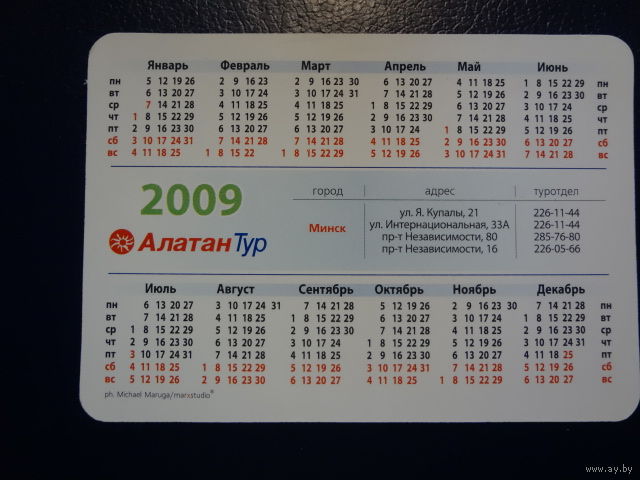 Январь Февраль Март Апрель Май Июнь
пн 5 12 19 26 2 9 16 23 2 9 16 23 30 6 13 20 27 4 11 18 25 1 8 15 22 29 пн
вт 6 13 20 27 3 10 17 24 3 10 17 24 31 7 14 21 28 5 12 19 26 2 9 16 23 30 вт
ср 7 14 21 28 4 11 18 25 4 11 18 25 1 8 15 22 29 6 13 20 27 3 10 17 24 ср
чт 1 8 15 22 29 5 12 19 26 5 12 19 26 2 9 16 23 30 7 14 21 28 4 11 18 25 чт
пт 2 9 16 23 30 6 13 20 27 6 13 20 27 3 10 17 24 1 8 15 22 29 5 12 19 26 пт
сб 3 10 17 24 31 7 14 21 28 7 14 21 28 4 11 18 25 2 9 16 23 30 6 13 20 27 сб
вс 4 11 18 25 1 8 15 22 1 8 15 22 29 5 12 19 26 3 10 17 24 31 7 14 21 28 вс
2009 город адрес туротдел
АлатанТур Минск ул. Я. Купалы, 21 226-11-44
ул. Интернациональная, 33А 226-11-44
пр-т Независимости, 80 285-76-80
пр-т Независимости, 16 226-05-66
Июль Август Сентябрь Октябрь Ноябрь Декабрь
пн 6 13 20 27 3 10 17 24 31 7 14 21 28 5 12 19 26 2 9 16 23 30 7 14 21 28 пн
вт 7 14 21 28 4 11 18 25 1 8 15 22 29 6 13 20 27 3 10 17 24 1 8 15 22 29 вт
ср 1 8 15 22 29 5 12 19 26 2 9 16 23 30 7 14 21 28 4 11 18 25 2 9 16 23 30 ср
чт 2 9 16 23 30 6 13 20 27 3 10 17 24 1 8 15 22 29 5 12 19 26 3 10 17 24 31 чт
пт 3 10 17 24 31 7 14 21 28 4 11 18 25 2 9 16 23 30 6 13 20 27 4 11 18 25 пт
сб 4 11 18 25 1 8 15 22 29 5 12 19 26 3 10 17 24 31 7 14 21 28 5 12 19 26 сб
вс 5 12 19 26 2 9 16 23 30 6 13 20 27 4 11 18 25 1 8 15 22 29 6 13 20 27 вс
ph. Michael Maruga/marxstudio®
www.ay.by